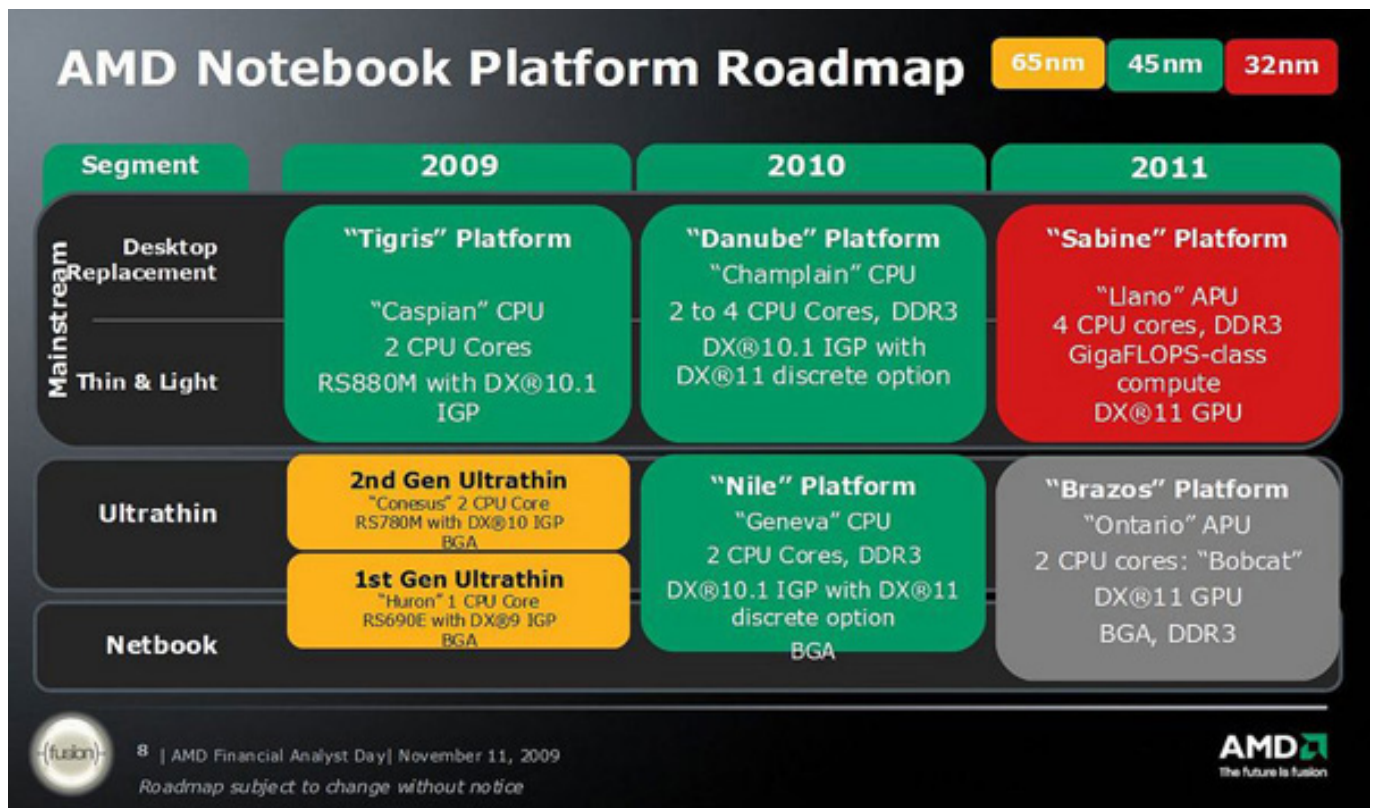 AMD Notebook Platform Roadmap
65nm
45nm
32nm
Segment
2009
2010
2011
Mainstream
Desktop
Replacement
Thin & Light
"Tigris" Platform
"Caspian" CPU
2 CPU Cores
RS880M with DX®10.1
IGP
"Danube" Platform
"Champlain" CPU
2 to 4 CPU Cores, DDR3
DX®10.1 IGP with
DX®11 discrete option
"Sabine" Platform
"Llano" APU
4 CPU cores, DDR3
GigaFLOPS-class
compute
DX®11 GPU
Ultrathin
Netbook
2nd Gen Ultrathin
"Conesus" 2 CPU Core
RS780M with DX®10 IGP
BGA
1st Gen Ultrathin
"Huron" 1 CPU Core
RS690E with DX®9 IGP
BGA
"Nile" Platform
"Geneva" CPU
2 CPU Cores, DDR3
DX®10.1 IGP with DX®11
discrete option
BGA
"Brazos" Platform
"Ontario" APU
2 CPU cores: "Bobcat"
DX®11 GPU
BGA, DDR3
(fusion)
8 | AMD Financial Analyst Day| November 11, 2009
Roadmap subject to change without notice
AMD
The future is fusion